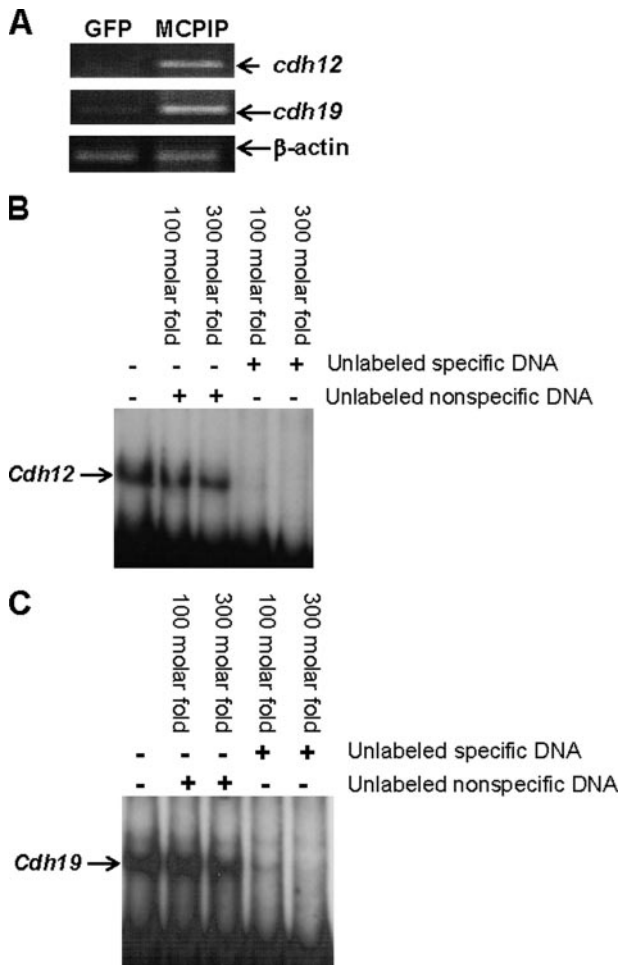 A
GFP MCPIP
cdh12
cdh19
β-actin
B
100 molar fold
300 molar fold
100 molar fold
300 molar fold
- - - + + Unlabeled specific DNA
- + + - - Unlabeled nonspecific DNA
Cdh12
C
100 molar fold
300 molar fold
100 molar fold
300 molar fold
- - - + + Unlabeled specific DNA
- + + - - Unlabeled nonspecific DNA
Cdh19